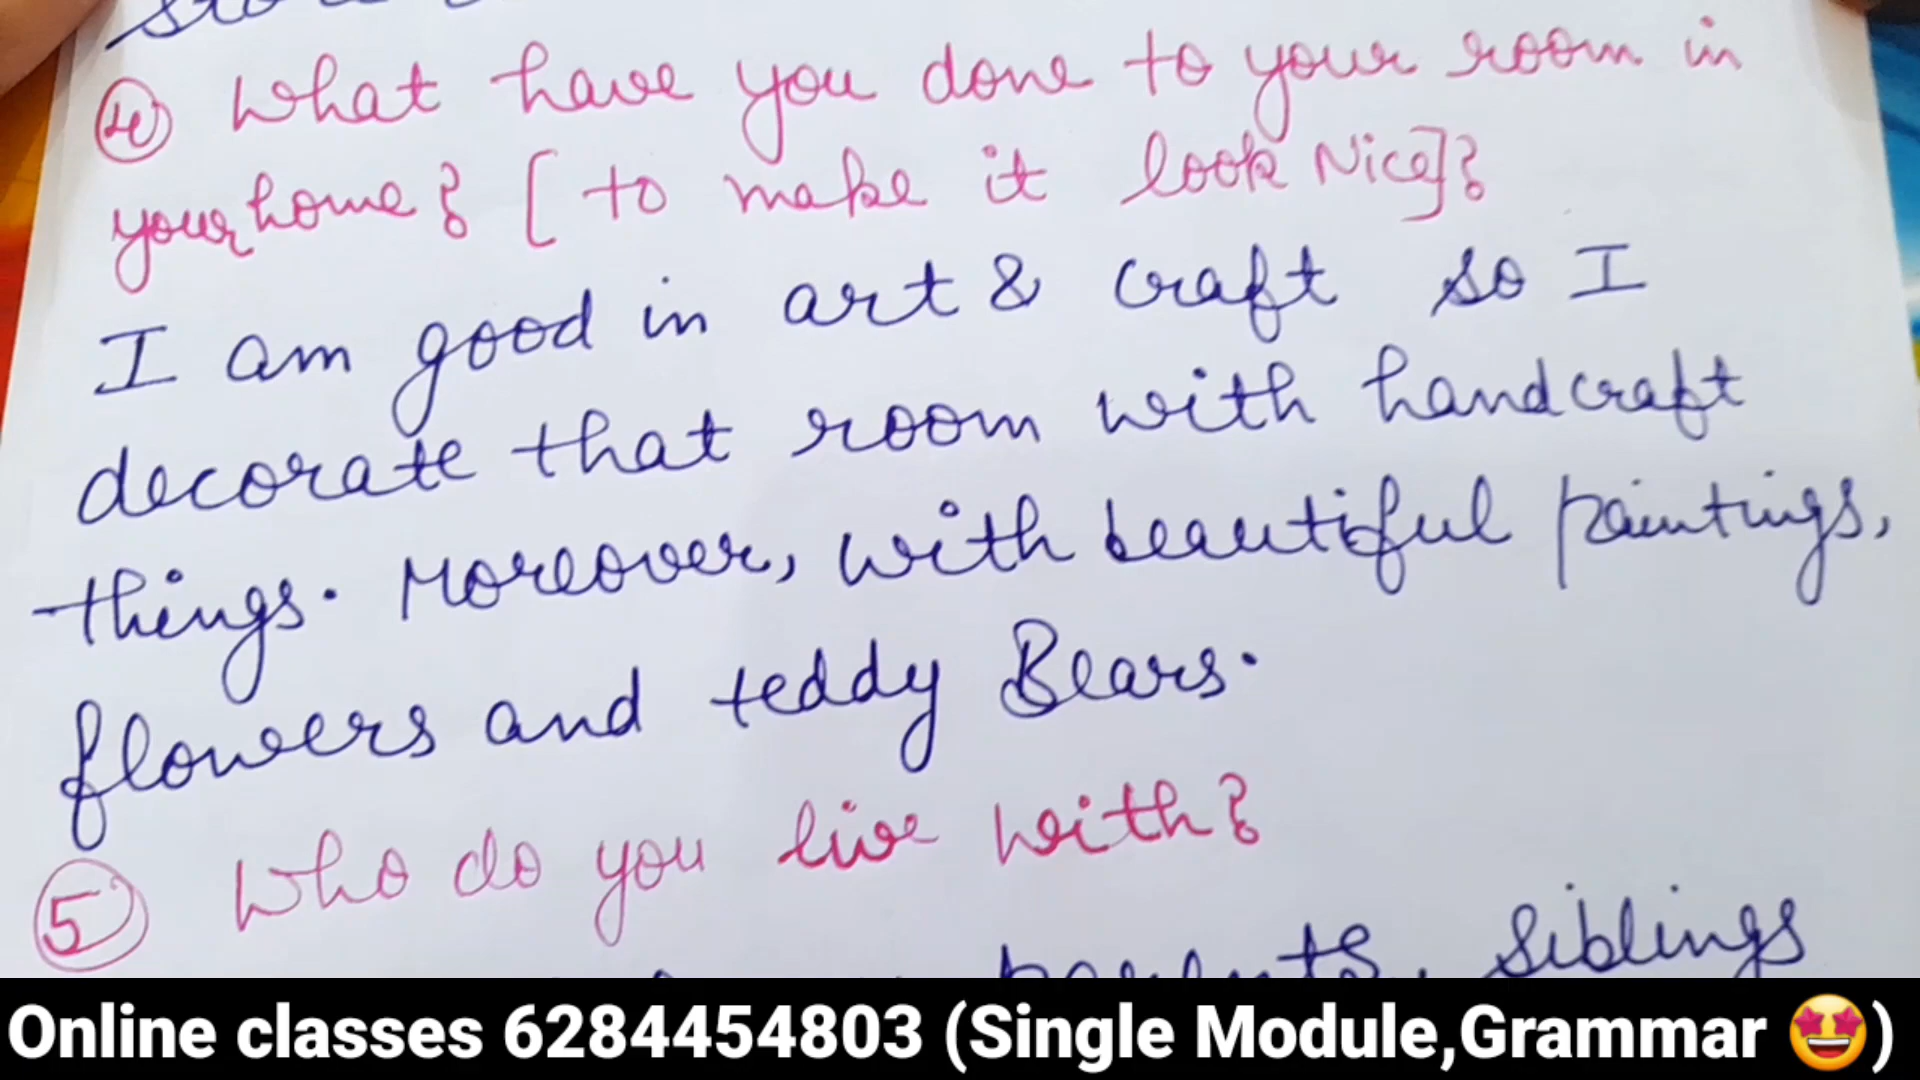 ④ What have you done to your room in
your home? [to make it look Nice]?
I am good in art & craft so I
decorate that room with handcraft
things. Moreover, with beautiful paintings,
flowers and teddy Bears.
⑤ Who do you live with?
parents, siblings
Online classes 6284454803 (Single Module,Grammar 🤩)